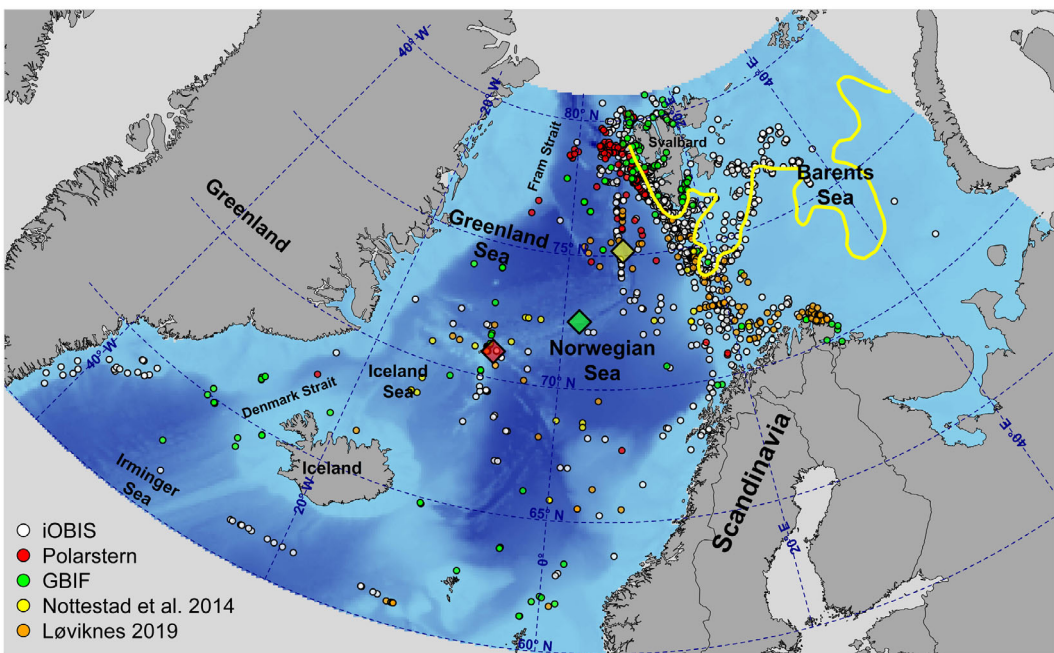 40° W
20° W
80° N
20° E
40° E
Fram Strait
Svalbard
Barents
Sea
Greenland
Greenland
Sea
75° N
Norwegian
Sea
70° N
40° W
Iceland
Sea
Denmark Strait
Iceland
Irminger
Sea
20° W
65° N
0°
60° N
Scandinavia
20° E
40° E
iOBIS
Polarstern
GBIF
Nottestad et al. 2014
Løviknes 2019